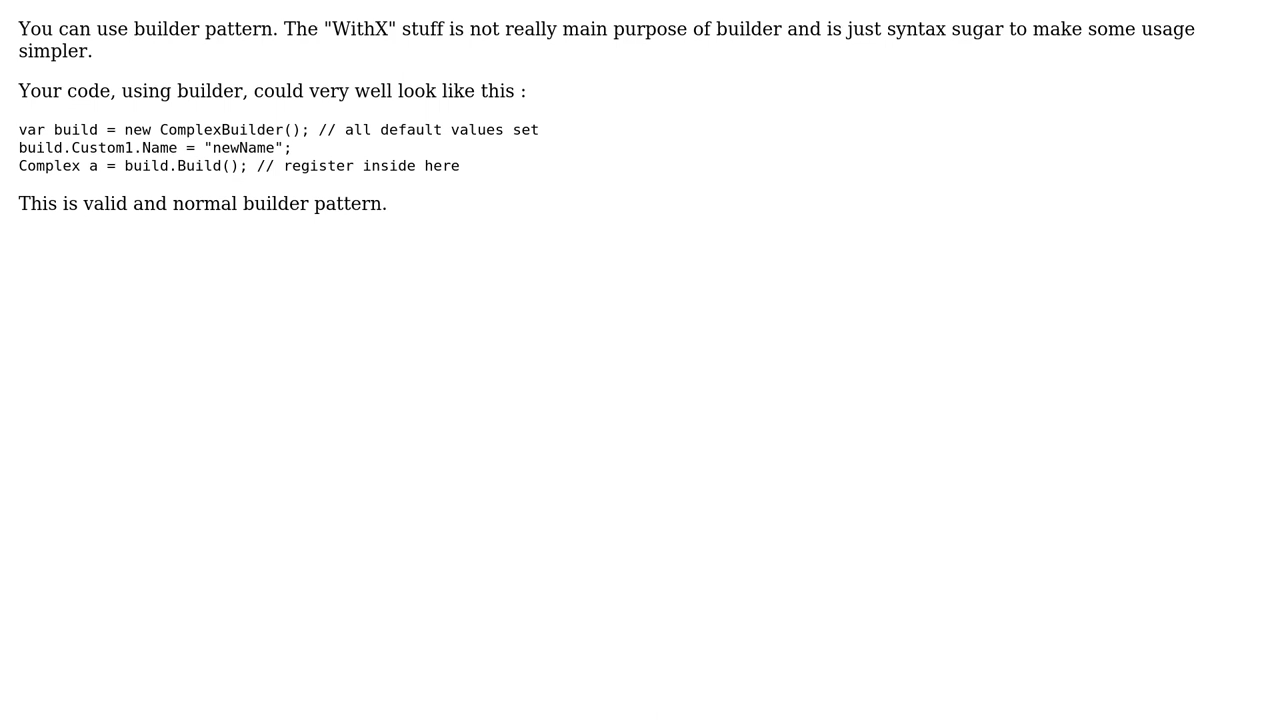 You can use builder pattern. The "WithX" stuff is not really main purpose of builder and is just syntax sugar to make some usage
simpler.
Your code, using builder, could very well look like this :
var build = new ComplexBuilder(); // all default values set
build.Custom1.Name = "newName";
Complex a = build.Build(); // register inside here
This is valid and normal builder pattern.